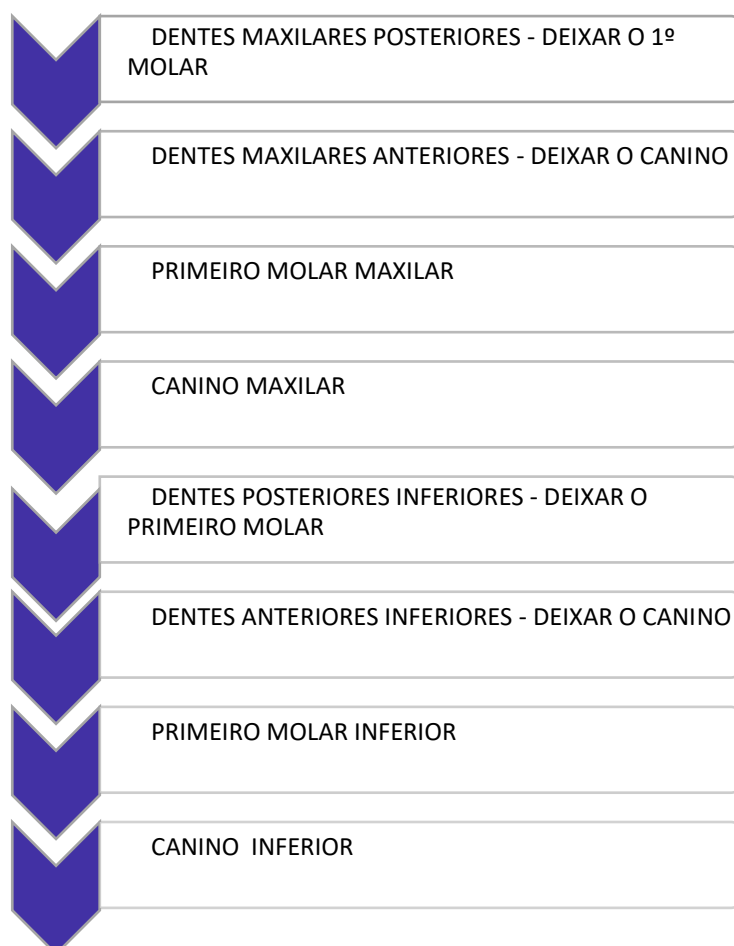 DENTES MAXILARES POSTERIORES - DEIXAR O 1º
MOLAR
DENTES MAXILARES ANTERIORES - DEIXAR O CANINO
PRIMEIRO MOLAR MAXILAR
CANINO MAXILAR
DENTES POSTERIORES INFERIORES - DEIXAR O
PRIMEIRO MOLAR
DENTES ANTERIORES INFERIORES - DEIXAR O CANINO
PRIMEIRO MOLAR INFERIOR
CANINO  INFERIOR